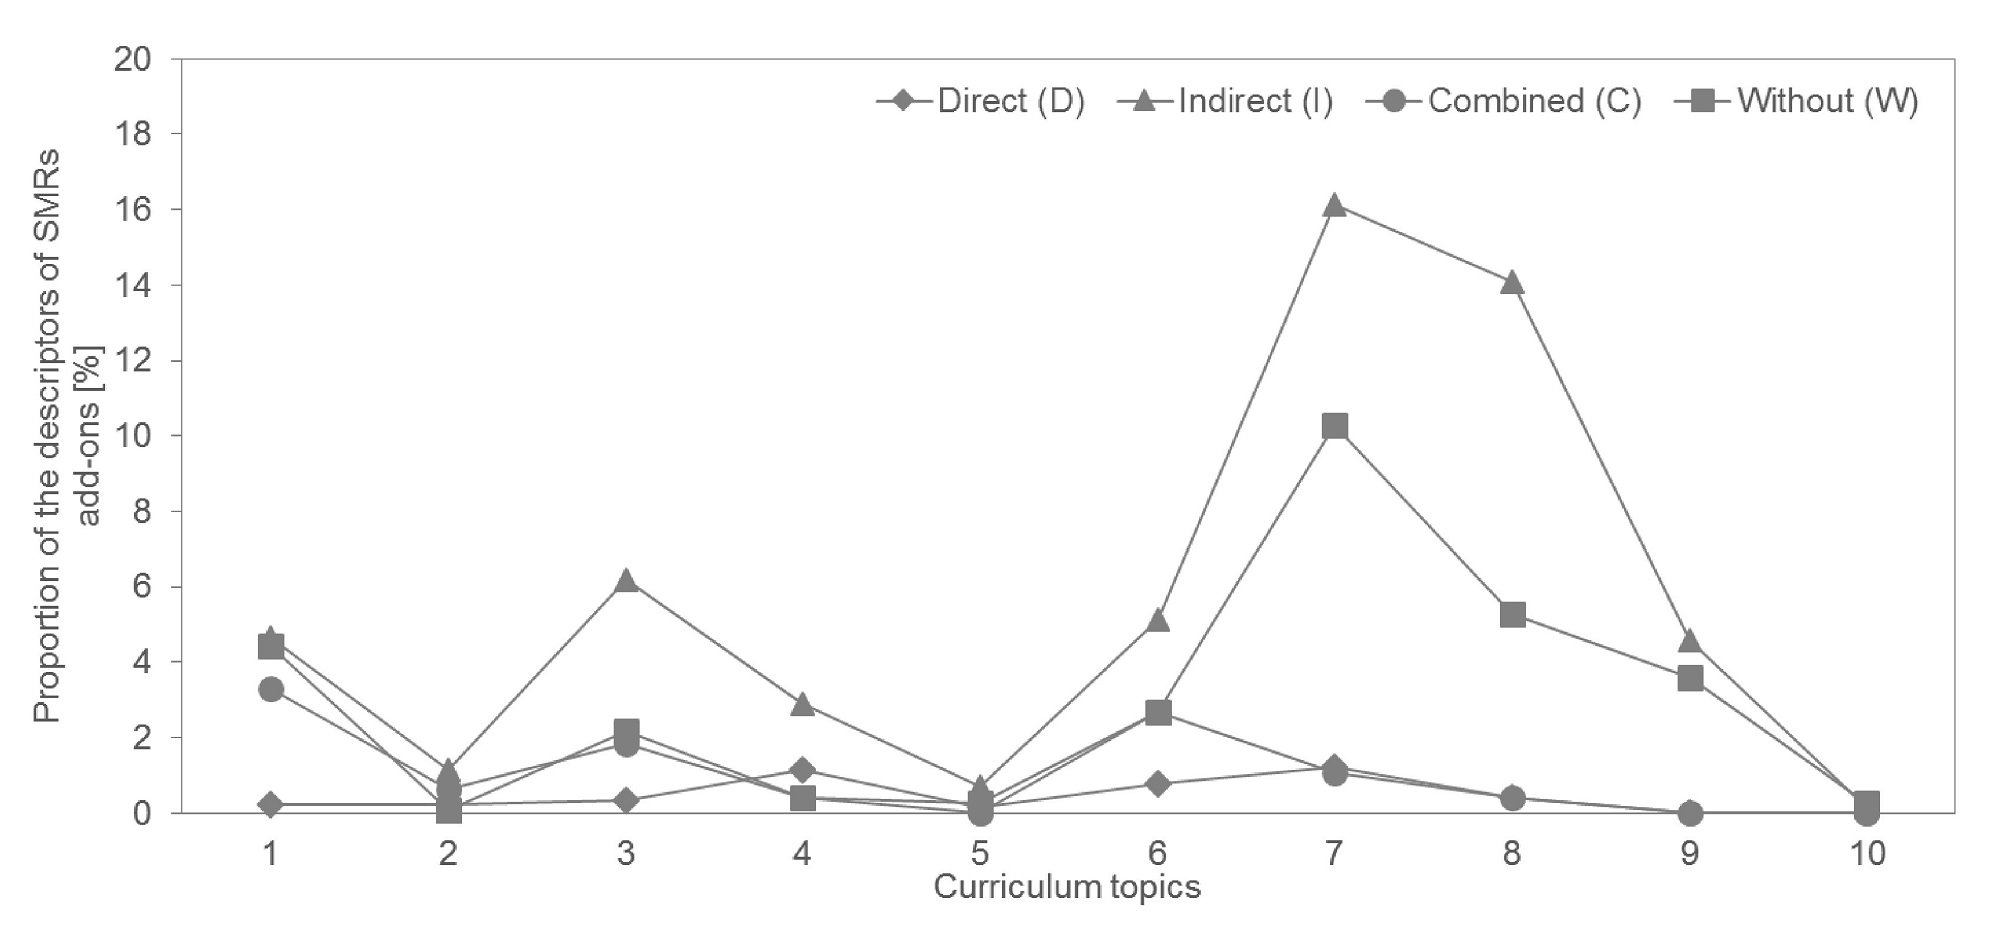 20
18
16
14
12
10
8
6
4
2
0
Proportion of the descriptors of SMRs
add-ons [%]
Direct (D) Indirect (I) Combined (C) Without (W)
1 2 3 4 5 6 7 8 9 10
Curriculum topics